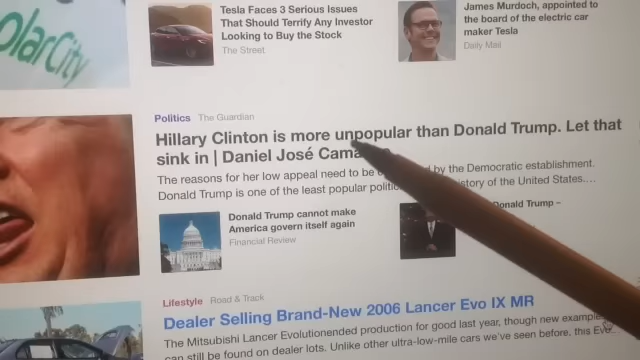 olarCity
Tesla Faces 3 Serious Issues
That Should Terrify Any Investor
Looking to Buy the Stock
The Street
James Murdoch, appointed to
the board of the electric car
maker Tesla
Daily Mail
Politics The Guardian
Hillary Clinton is more unpopular than Donald Trump. Let that
sink in | Daniel José Cama
The reasons for her low appeal need to be by the Democratic establishment.
Donald Trump is one of the least popular politic istory of the United States....
Donald Trump cannot make
America govern itself again
Financial Review
Donald Trump –
Lifestyle Road & Track
Dealer Selling Brand-New 2006 Lancer Evo IX MR
The Mitsubishi Lancer Evolutionended production for good last year, though new example
can still be found on dealer lots. Unlike other ultra-low-mile cars we've seen before, this Evo